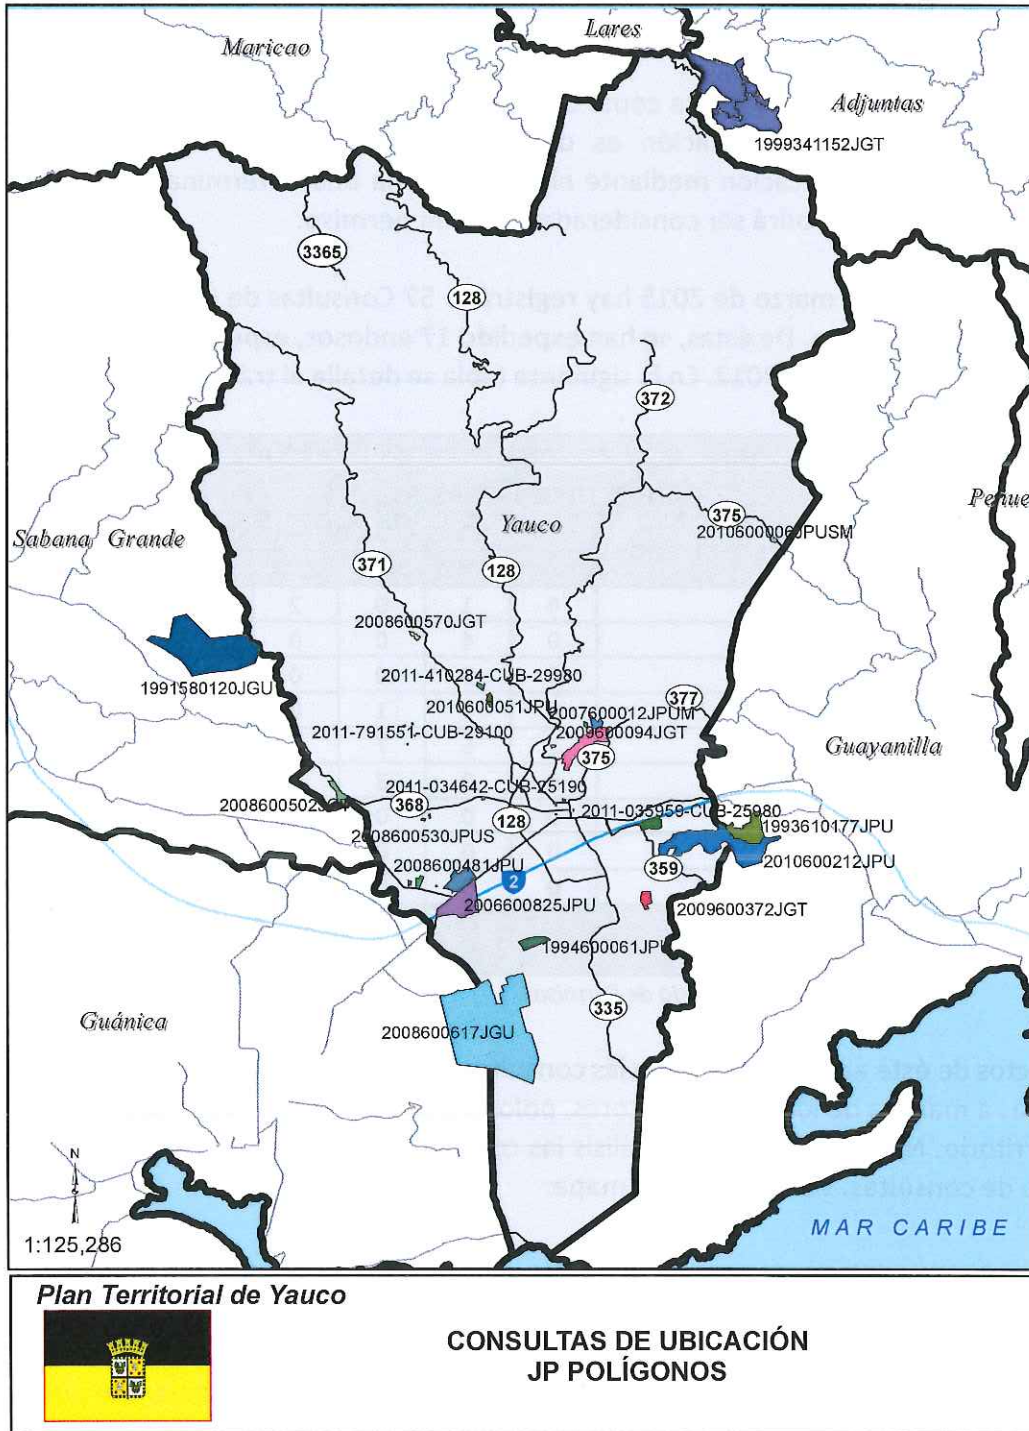 Lares
Maricao
Adjuntas
1999341152JGT
3365
128
372
Peñue
375
Yauco
2010600006JPUSM
Sabana Grande
371
128
2008600570JGT
2011-410284-CUB-29980
1991580120JGU
377
2010600051JPU
2007600012JPUM
2011-791551-CUB-29100
2009600094JGT
Guayanilla
375
2011-034642-CUB-25190
2008600502JGT
368
2011-035959-CUB-25980
128
1993610177JPU
2008600530JPUS
2008600481JPU
2010600212JPU
359
2
2006600825JPU
2009600372JGT
1994600061JPU
335
Guánica
2008600617JGU
N
MAR CARIBE
1:125,286
Plan Territorial de Yauco
CONSULTAS DE UBICACIÓN
JP POLÍGONOS